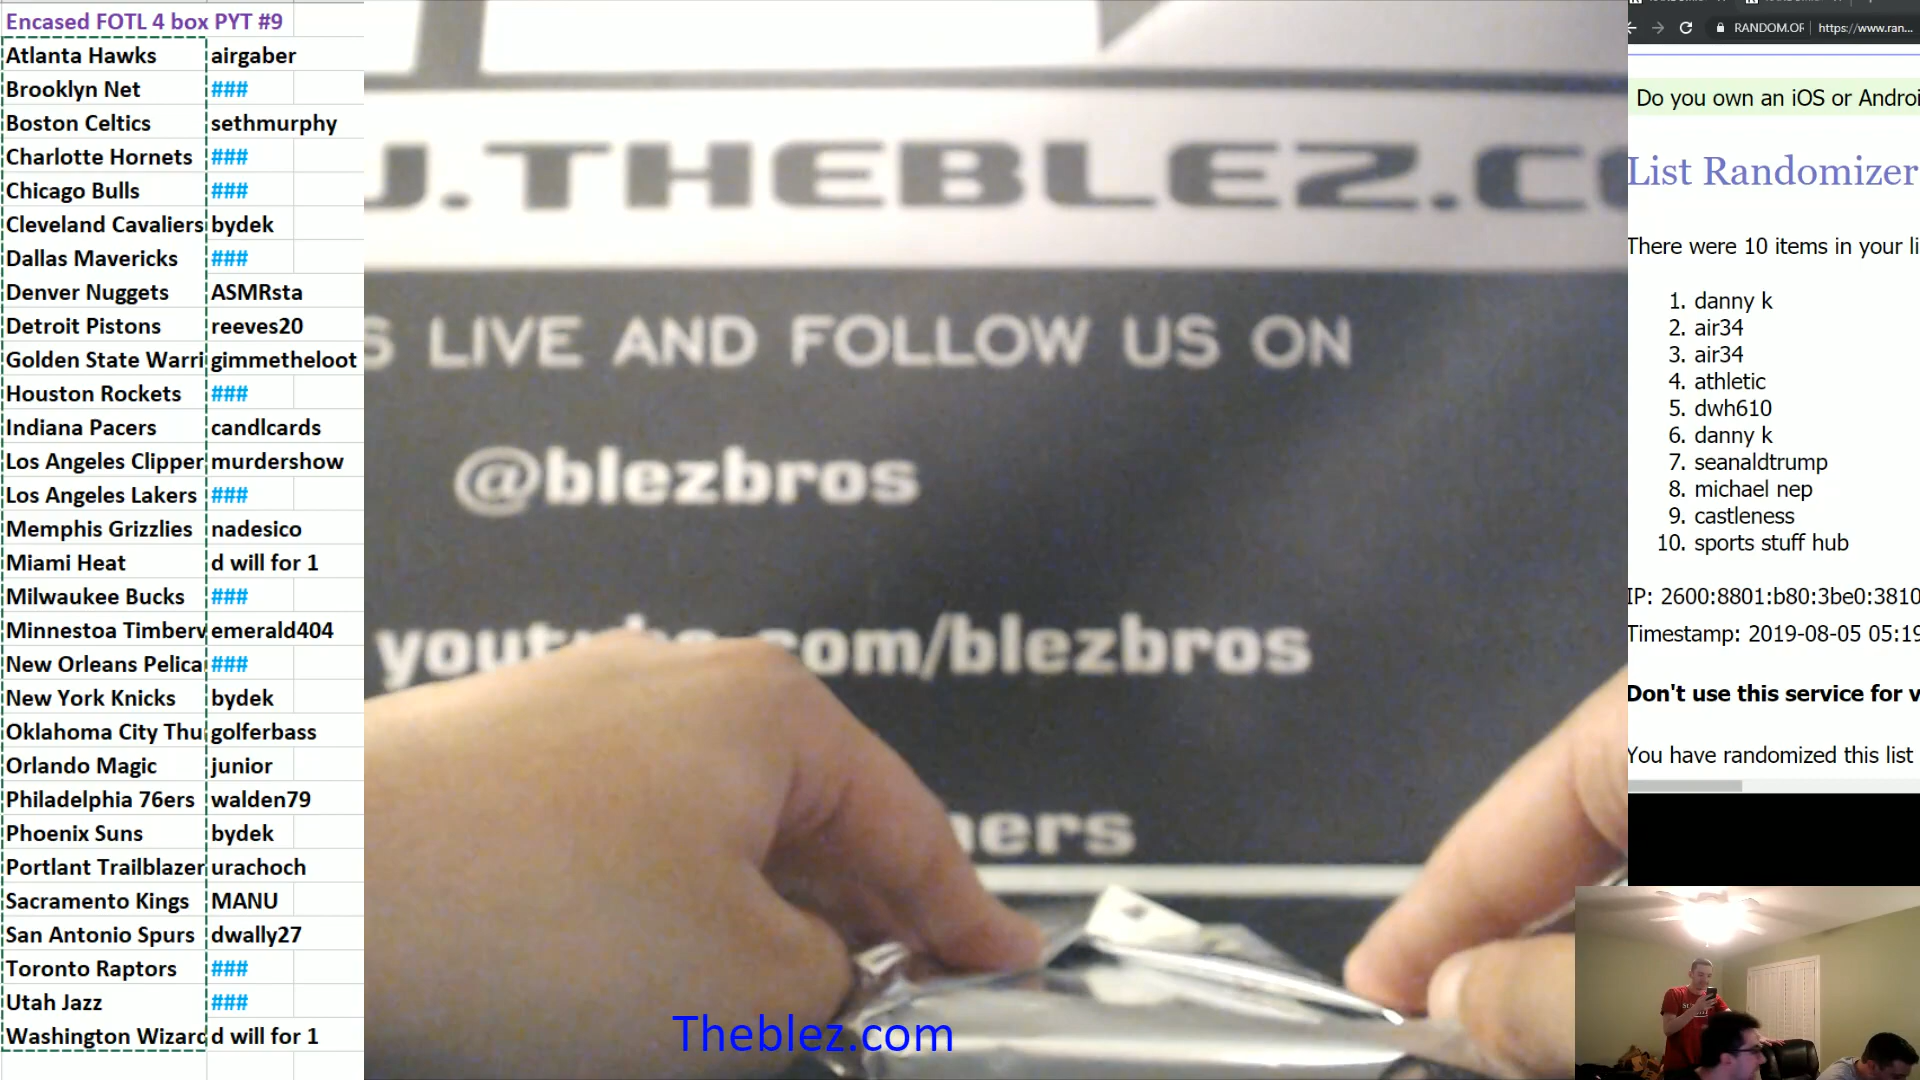 Encased FOTL 4 box PYT #9
Atlanta Hawks airgaber
Brooklyn Net ###
Boston Celtics sethmurphy
Charlotte Hornets ###
Chicago Bulls ###
Cleveland Cavaliers bydek
Dallas Mavericks ###
Denver Nuggets ASMRsta
Detroit Pistons reeves20
Golden State Warri gimmetheloot
Houston Rockets ###
Indiana Pacers candlcards
Los Angeles Clipper murdershow
Los Angeles Lakers ###
Memphis Grizzlies nadesico
Miami Heat d will for 1
Milwaukee Bucks ###
Minnestoa Timberv emerald404
New Orleans Pelica ###
New York Knicks bydek
Oklahoma City Thu golferbass
Orlando Magic junior
Philadelphia 76ers walden79
Phoenix Suns bydek
Portlant Trailblazer urachoch
Sacramento Kings MANU
San Antonio Spurs dwally27
Toronto Raptors ###
Utah Jazz ###
Washington Wizard d will for 1
J.THEBLEZ.CO
S LIVE AND FOLLOW US ON
@blezbros
youtube.com/blezbros
ners
Theblez.com
RANDOM.OR https://www.ran...
Do you own an iOS or Androi
List Randomizer
There were 10 items in your li
1. danny k
2. air34
3. air34
4. athletic
5. dwh610
6. danny k
7. seanaldtrump
8. michael nep
9. castleness
10. sports stuff hub
IP: 2600:8801:b80:3be0:3810
Timestamp: 2019-08-05 05:19
Don't use this service for v
You have randomized this list